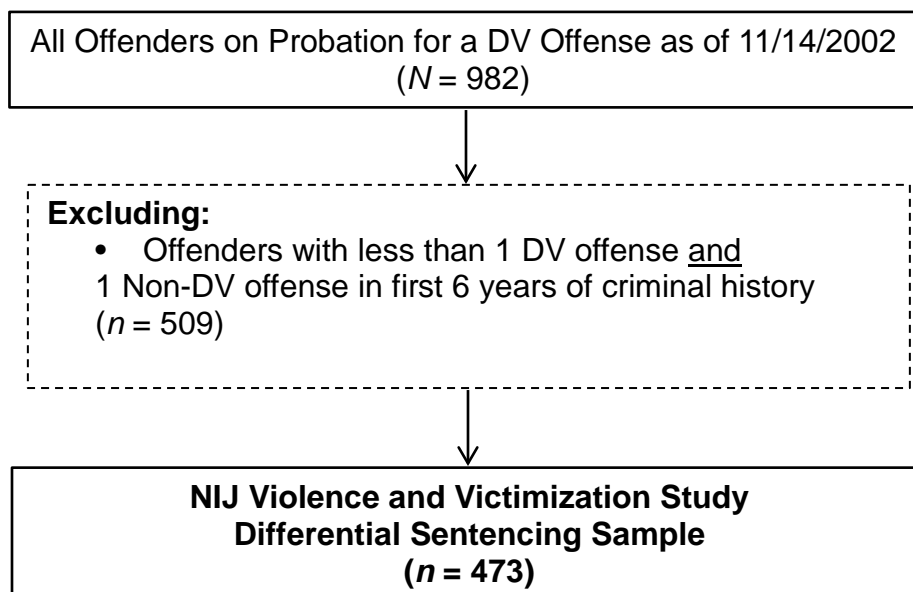 All Offenders on Probation for a DV Offense as of 11/14/2002
(N = 982)
Excluding:
• Offenders with less than 1 DV offense and
1 Non-DV offense in first 6 years of criminal history
(n = 509)
NIJ Violence and Victimization Study
Differential Sentencing Sample
(n = 473)